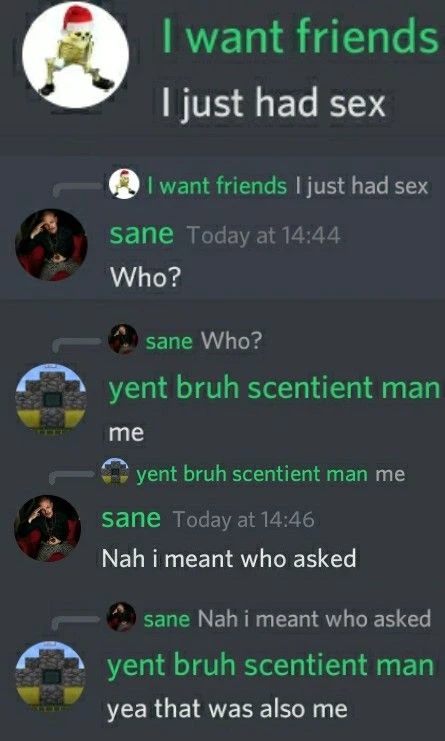 I want friends
I just had sex
I want friends I just had sex
sane Today at 14:44
Who?
sane Who?
yent bruh scentient man
me
yent bruh scentient man me
sane Today at 14:46
Nah i meant who asked
sane Nah i meant who asked
yent bruh scentient man
yea that was also me